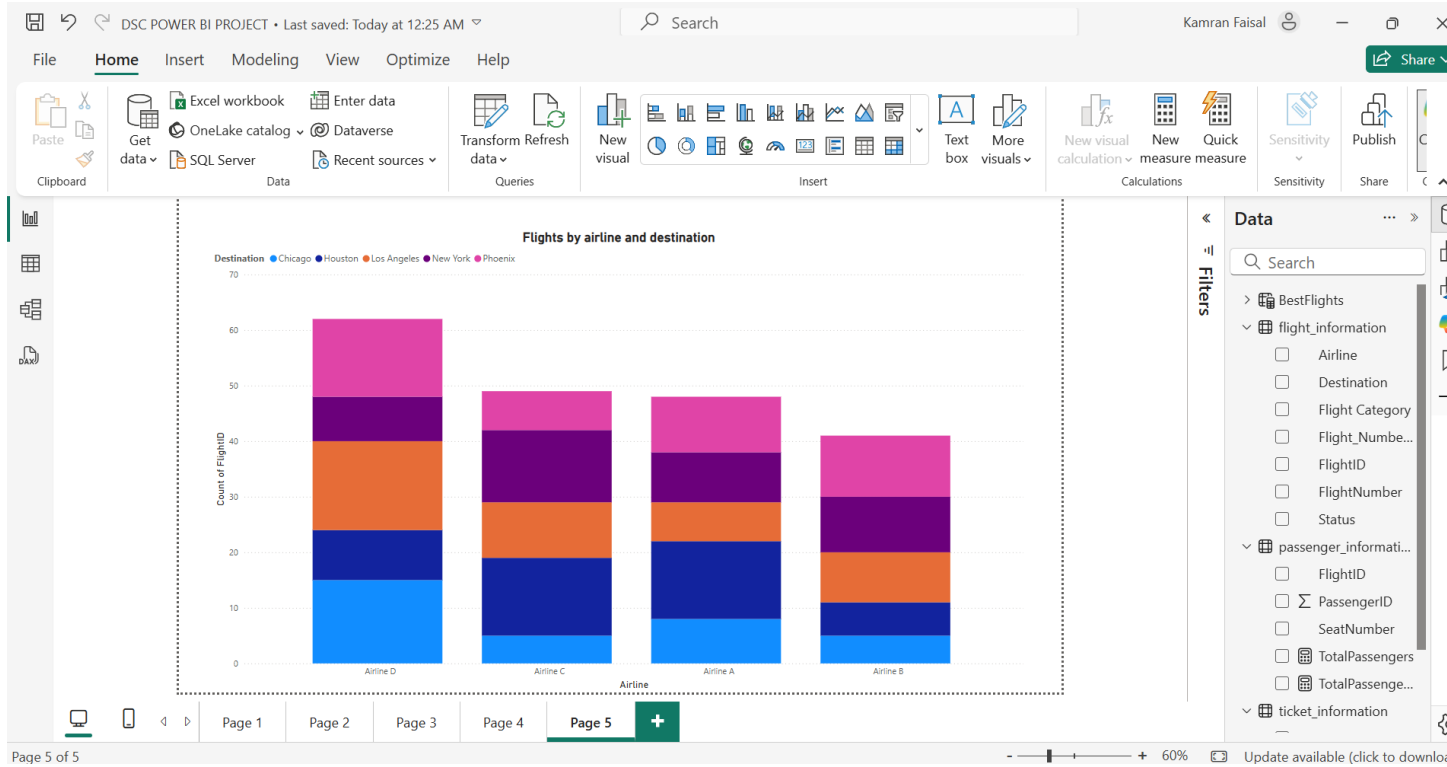 DSC POWER BI PROJECT • Last saved: Today at 12:25 AM
Search
Kamran Faisal
File Home Insert Modeling View Optimize Help
Share
Paste
Clipboard
Get data
Excel workbook
OneLake catalog
SQL Server
Enter data
Dataverse
Recent sources
Data
Transform data
Refresh
Queries
New visual
123
A
Text box
More visuals
Insert
fx
New visual calculation
New measure
Quick measure
Calculations
Sensitivity
Sensitivity
Publish
Share
DAX
Flights by airline and destination
Destination Chicago Houston Los Angeles New York Phoenix
Count of FlightID
70
60
50
40
30
20
10
0
Airline D Airline C Airline A Airline B
Airline
Filters
Data
Search
BestFlights
flight_information
Airline
Destination
Flight Category
Flight_Numbe...
FlightID
FlightNumber
Status
passenger_informati...
FlightID
Σ PassengerID
SeatNumber
TotalPassengers
TotalPassenge...
ticket_information
Page 1 Page 2 Page 3 Page 4 Page 5 +
Page 5 of 5
- + 60%
Update available (click to downloa